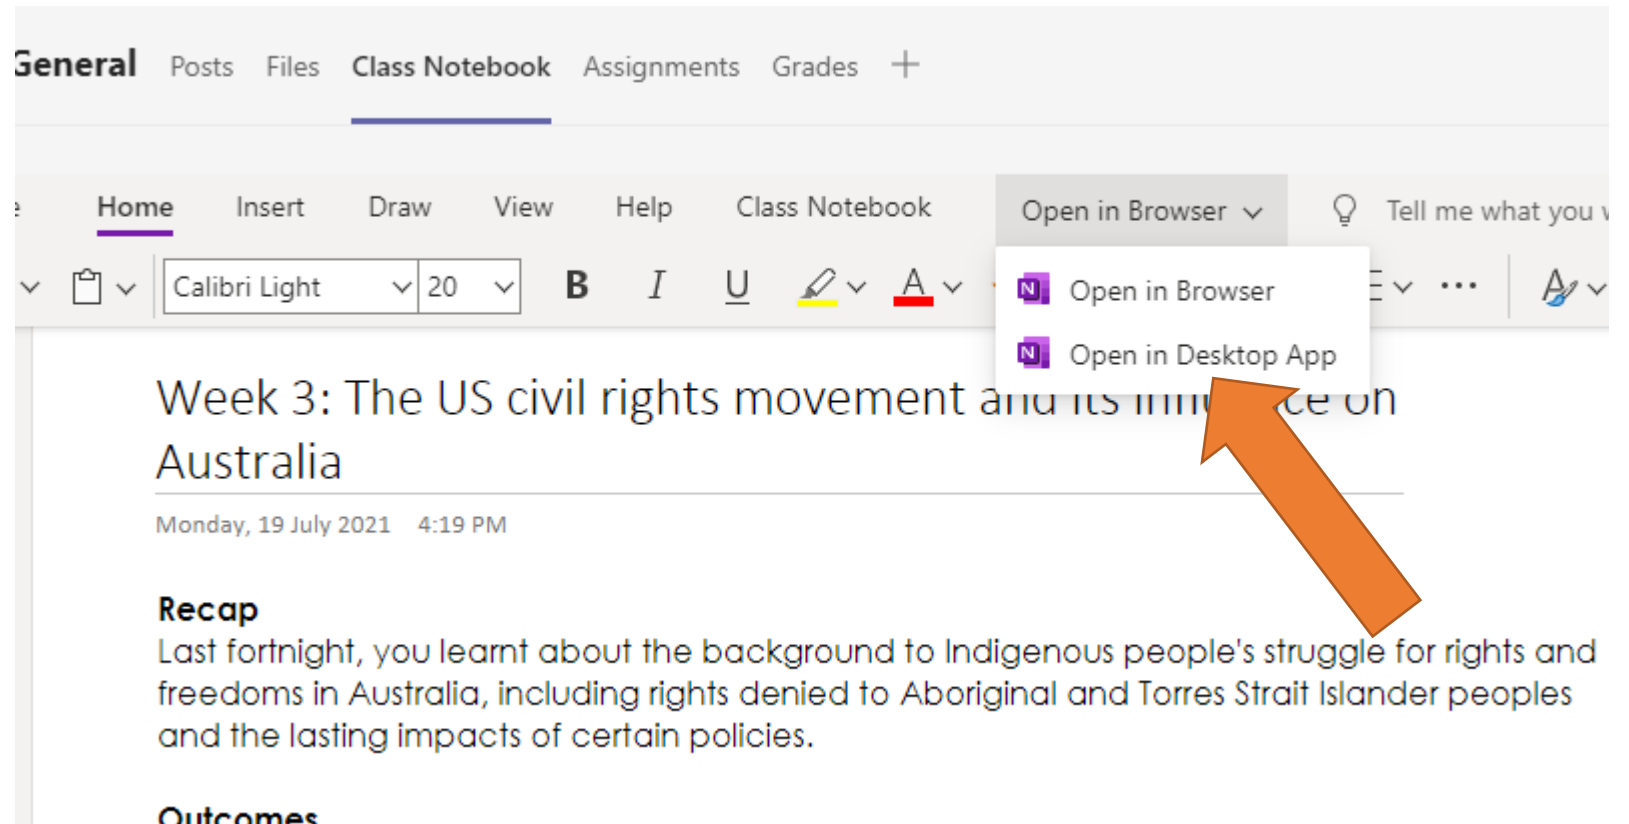 General Posts Files Class Notebook Assignments Grades
Home Insert Draw View Help Class Notebook Open in Browser Tell me what you
Calibri Light 20 B I U A
Open in Browser
Open in Desktop App
Week 3: The US civil rights movement and its influence on
Australia
Monday, 19 July 2021 4:19 PM
Recap
Last fortnight, you learnt about the background to Indigenous people's struggle for rights and
freedoms in Australia, including rights denied to Aboriginal and Torres Strait Islander peoples
and the lasting impacts of certain policies.
Outcomes